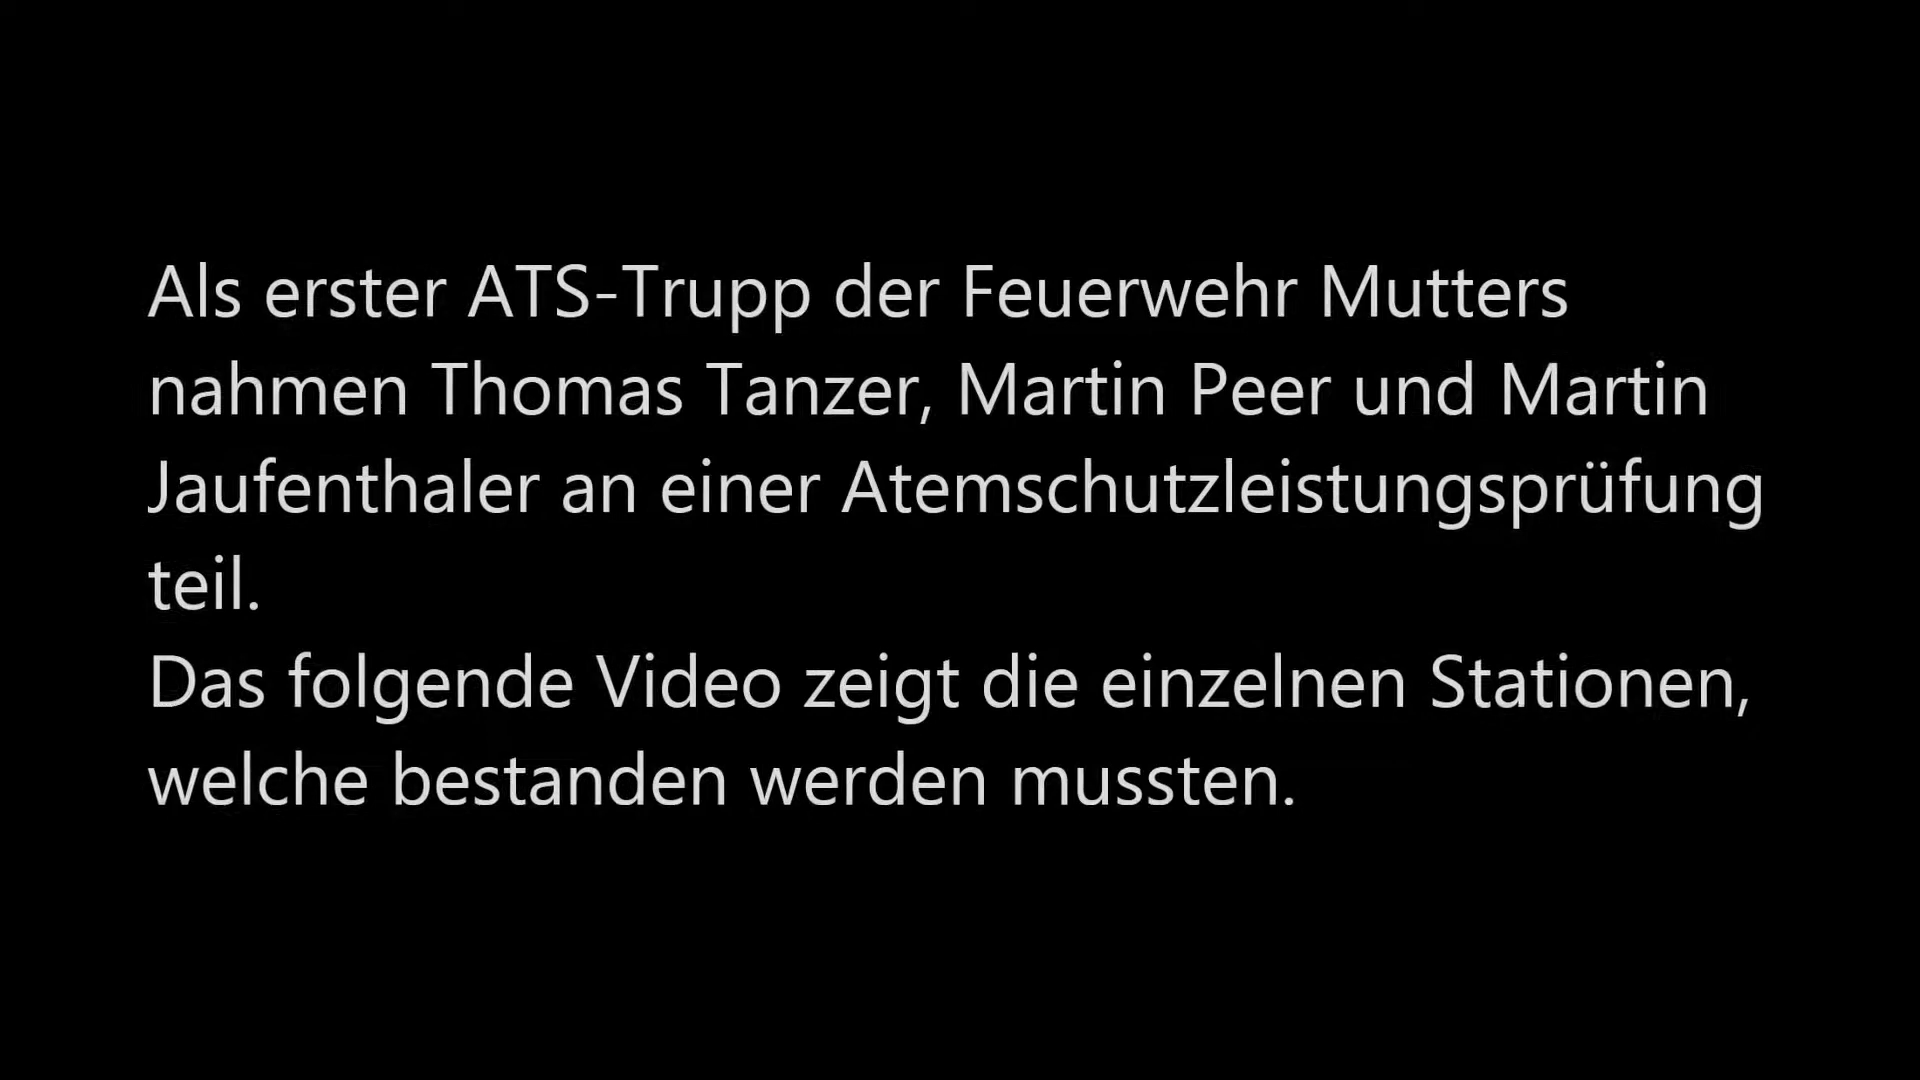 Als erster ATS-Trupp der Feuerwehr Mutters
nahmen Thomas Tanzer, Martin Peer und Martin
Jaufenthaler an einer Atemschutzleistungsprüfung
teil.
Das folgende Video zeigt die einzelnen Stationen,
welche bestanden werden mussten.